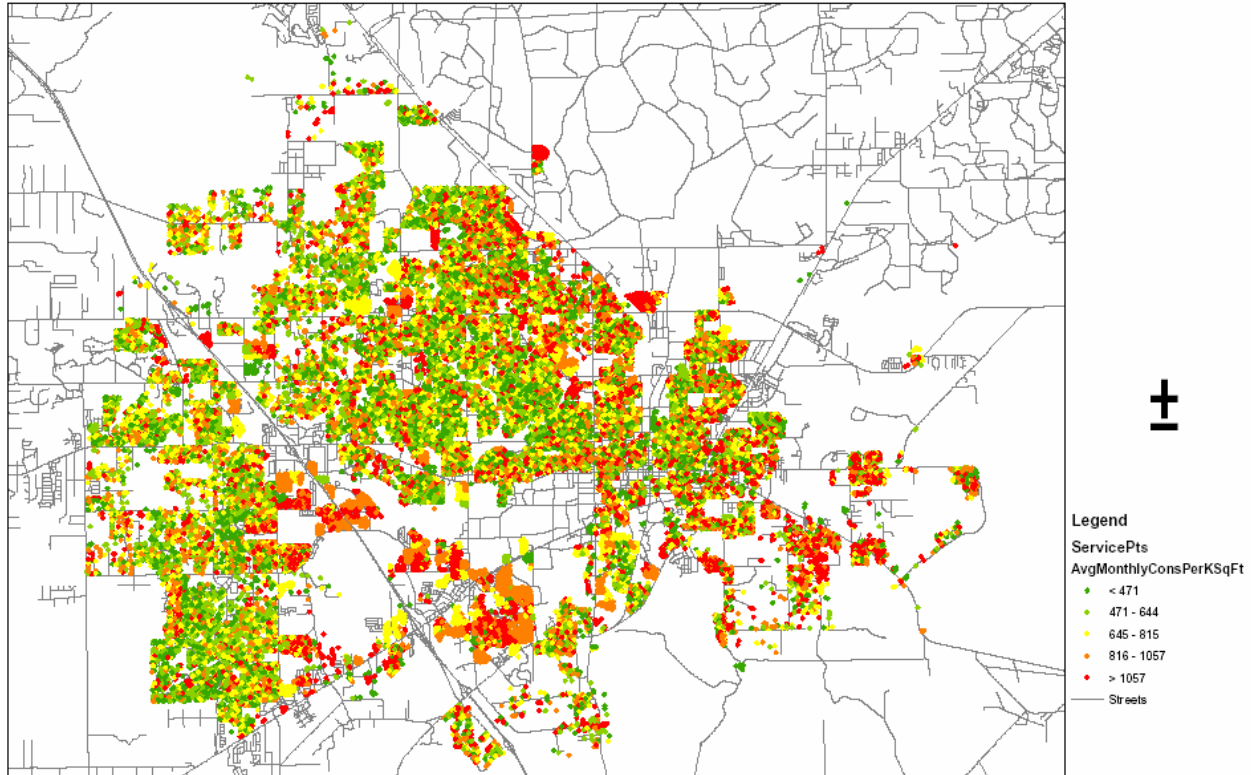 ±
Legend
ServicePts
AvgMonthlyConsPerKSqFt
< 471
471 - 644
645 - 815
816 - 1057
> 1057
Streets